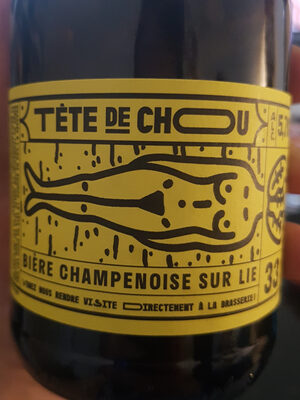 TÊTE DE CHOU
BIÈRE CHAMPENOISE SUR LIE
VENEZ NOUS RENDRE VISITE DIRECTEMENT À LA BRASSERIE!
33